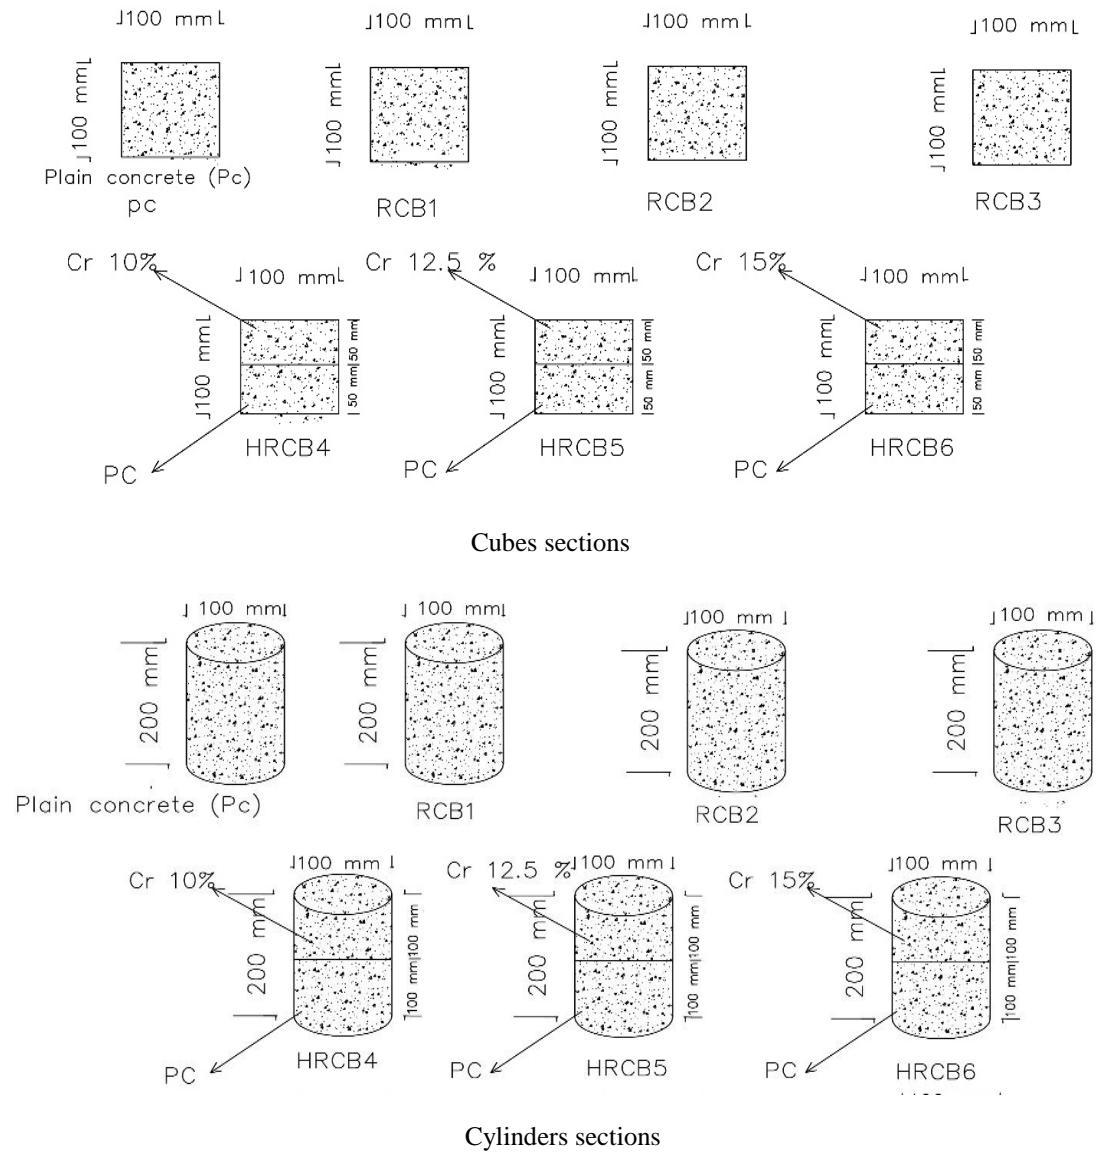 100 mm 100 mm 100 mm 100 mm
100 mm 100 mm 100 mm 100 mm
Plain concrete (Pc)
pc RCB1 RCB2 RCB3
Cr 10% Cr 12.5 % Cr 15%
100 mm 100 mm 100 mm
100 mm 50 mm 50 mm 100 mm 50 mm 50 mm 100 mm 50 mm 50 mm
HRCB4 HRCB5 HRCB6
PC PC PC
Cubes sections
100 mm 100 mm 100 mm 100 mm
200 mm 200 mm 200 mm 200 mm
Plain concrete (Pc) RCB1 RCB2 RCB3
100 mm 100 mm 100 mm
Cr 10% Cr 12.5 % Cr 15%
200 mm 100 mm 100 mm 200 mm 100 mm 100 mm 200 mm 100 mm 100 mm
HRCB4 HRCB5 HRCB6
PC PC PC
Cylinders sections